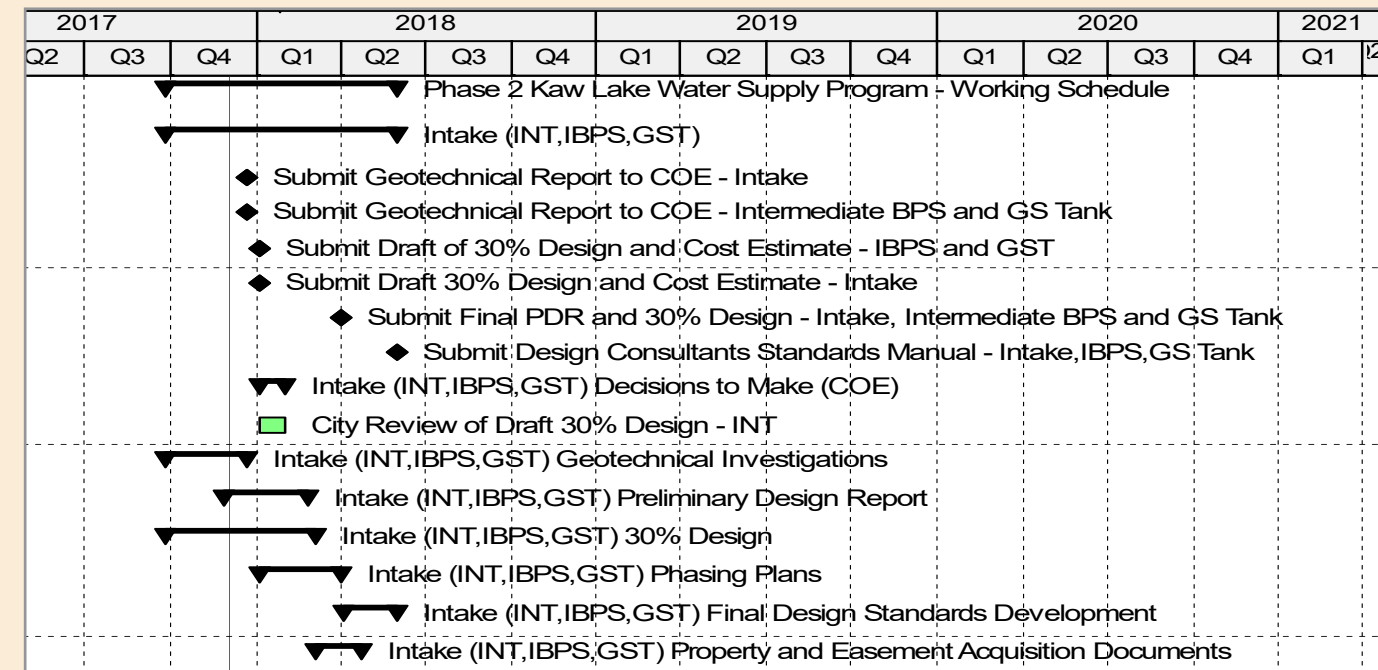 2017 2018 2019 2020 2021
Q2 Q3 Q4 Q1 Q2 Q3 Q4 Q1 Q2 Q3 Q4 Q1 Q2 Q3 Q4 Q1 Q2
Phase 2 Kaw Lake Water Supply Program - Working Schedule
Intake (INT,IBPS,GST)
Submit Geotechnical Report to COE - Intake
Submit Geotechnical Report to COE - Intermediate BPS and GS Tank
Submit Draft of 30% Design and Cost Estimate - IBPS and GST
Submit Draft 30% Design and Cost Estimate - Intake
Submit Final PDR and 30% Design - Intake, Intermediate BPS and GS Tank
Submit Design Consultants Standards Manual - Intake,IBPS,GS Tank
Intake (INT,IBPS,GST) Decisions to Make (COE)
City Review of Draft 30% Design - INT
Intake (INT,IBPS,GST) Geotechnical Investigations
Intake (INT,IBPS,GST) Preliminary Design Report
Intake (INT,IBPS,GST) 30% Design
Intake (INT,IBPS,GST) Phasing Plans
Intake (INT,IBPS,GST) Final Design Standards Development
Intake (INT,IBPS,GST) Property and Easement Acquisition Documents